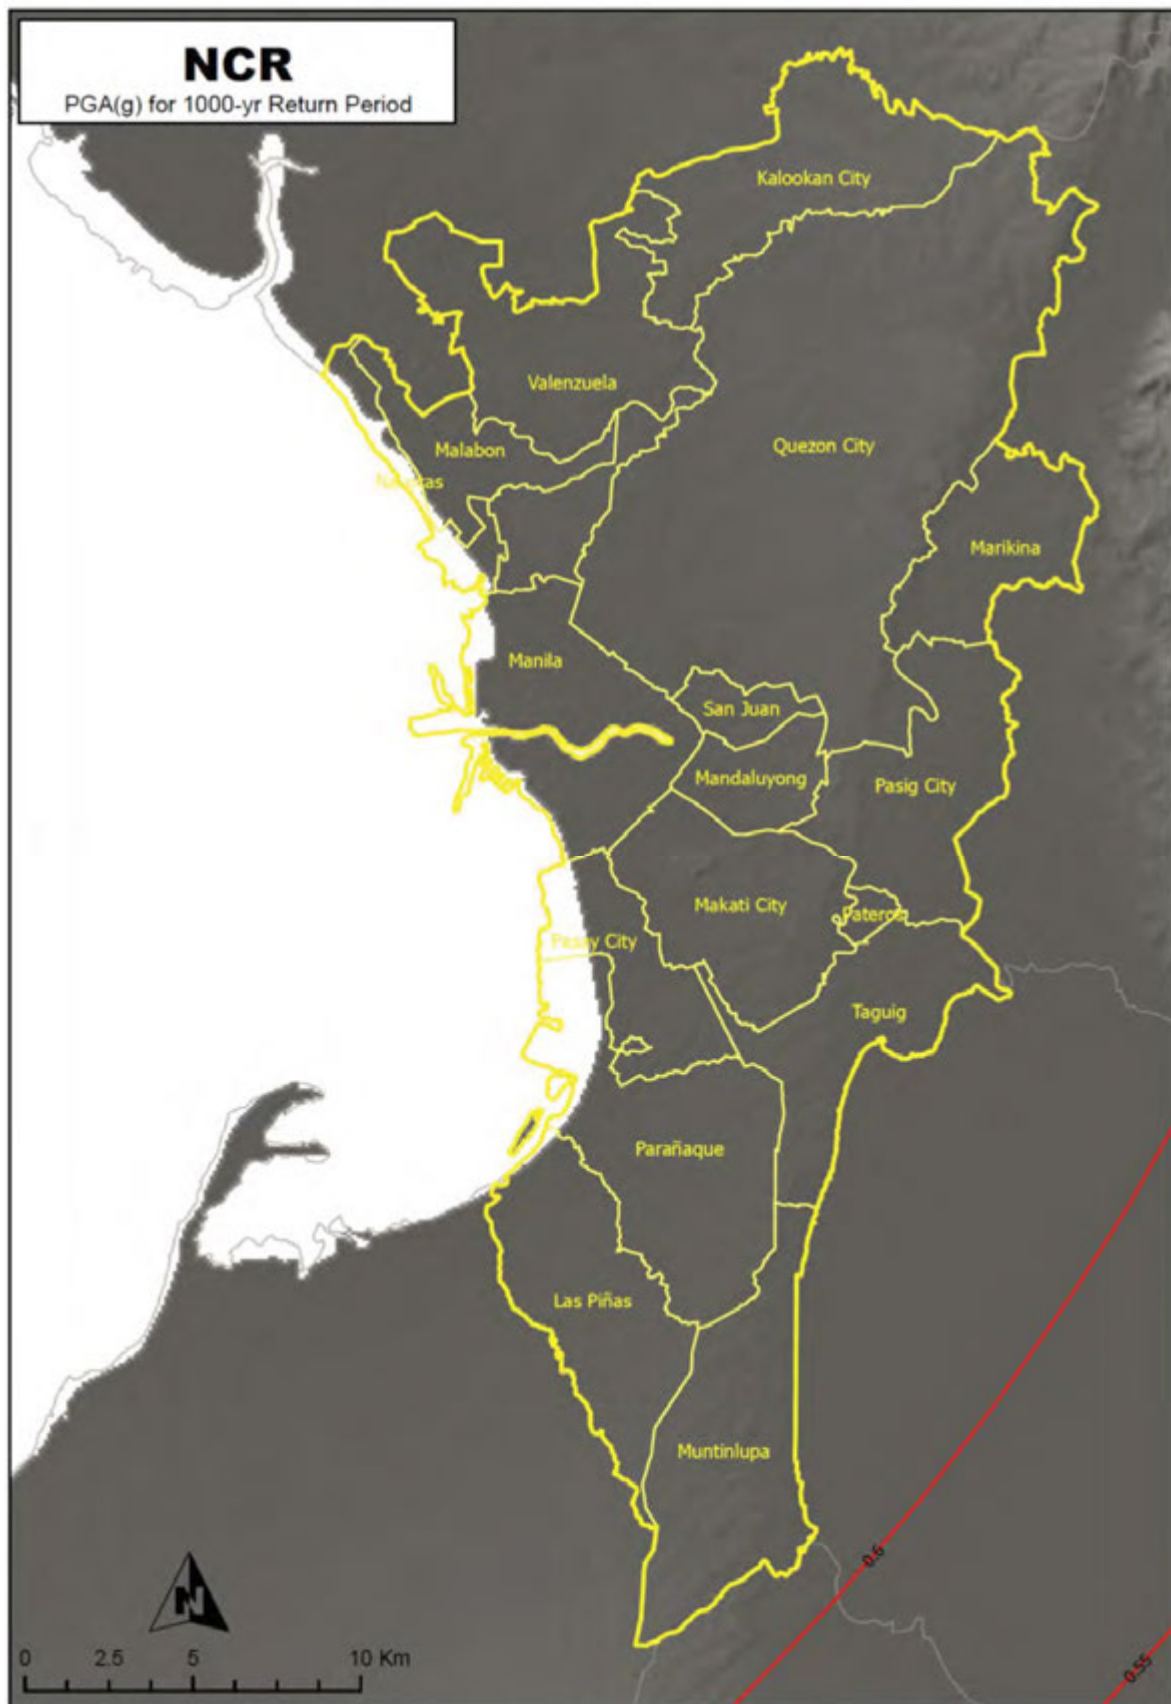 NCR
PGA(g) for 1000-yr Return Period
Kalookan City
Valenzuela
Quezon City
Malabon
Marikina
Manila
San Juan
Mandaluyong
Pasig City
Makati City
Pateros
Pasay City
Taguig
Parañaque
Las Piñas
Muntinlupa
0.6
0.55
N
0 2.5 5 10 Km